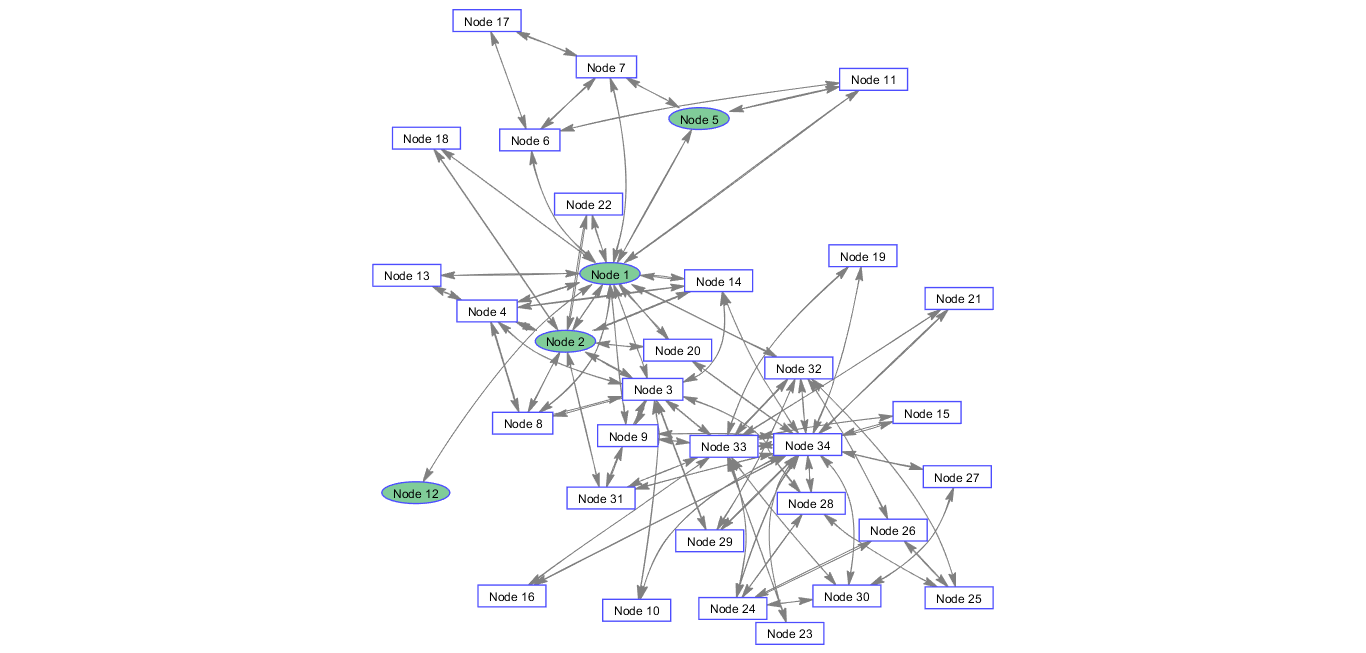 Node 17
Node 7
Node 11
Node 5
Node 18
Node 6
Node 22
Node 19
Node 13
Node 1
Node 14
Node 21
Node 4
Node 2
Node 20
Node 32
Node 3
Node 15
Node 8
Node 9
Node 33
Node 34
Node 27
Node 12
Node 31
Node 28
Node 26
Node 29
Node 16
Node 10
Node 24
Node 30
Node 25
Node 23